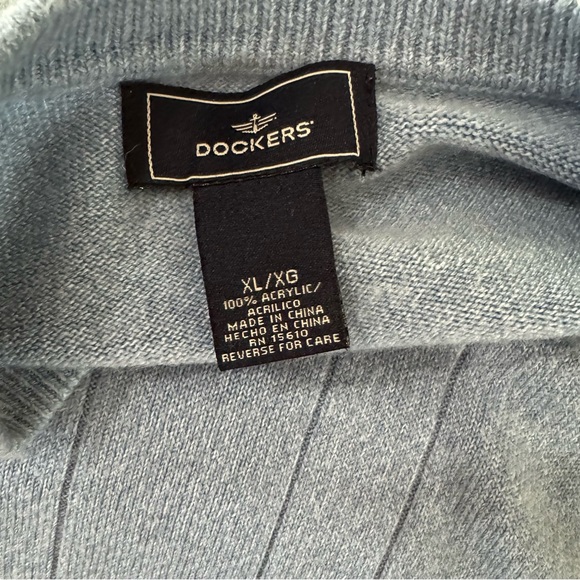 DOCKERS
XL/XG
100% ACRYLIC/
ACRILICO
MADE IN CHINA
HECHO EN CHINA
RN 15610
REVERSE FOR CARE